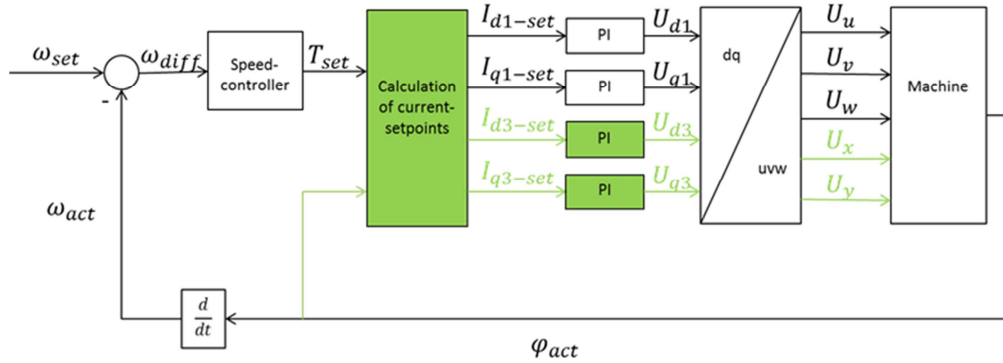 ω_set
ω_diff
Speed-
controller
T_set
Calculation
of current-
setpoints
I_d1−set
PI
U_d1
I_q1−set
PI
U_q1
I_d3−set
PI
U_d3
I_q3−set
PI
U_q3
dq
uvw
U_u
U_v
U_w
U_x
U_y
Machine
-
ω_act
d
dt
φ_act